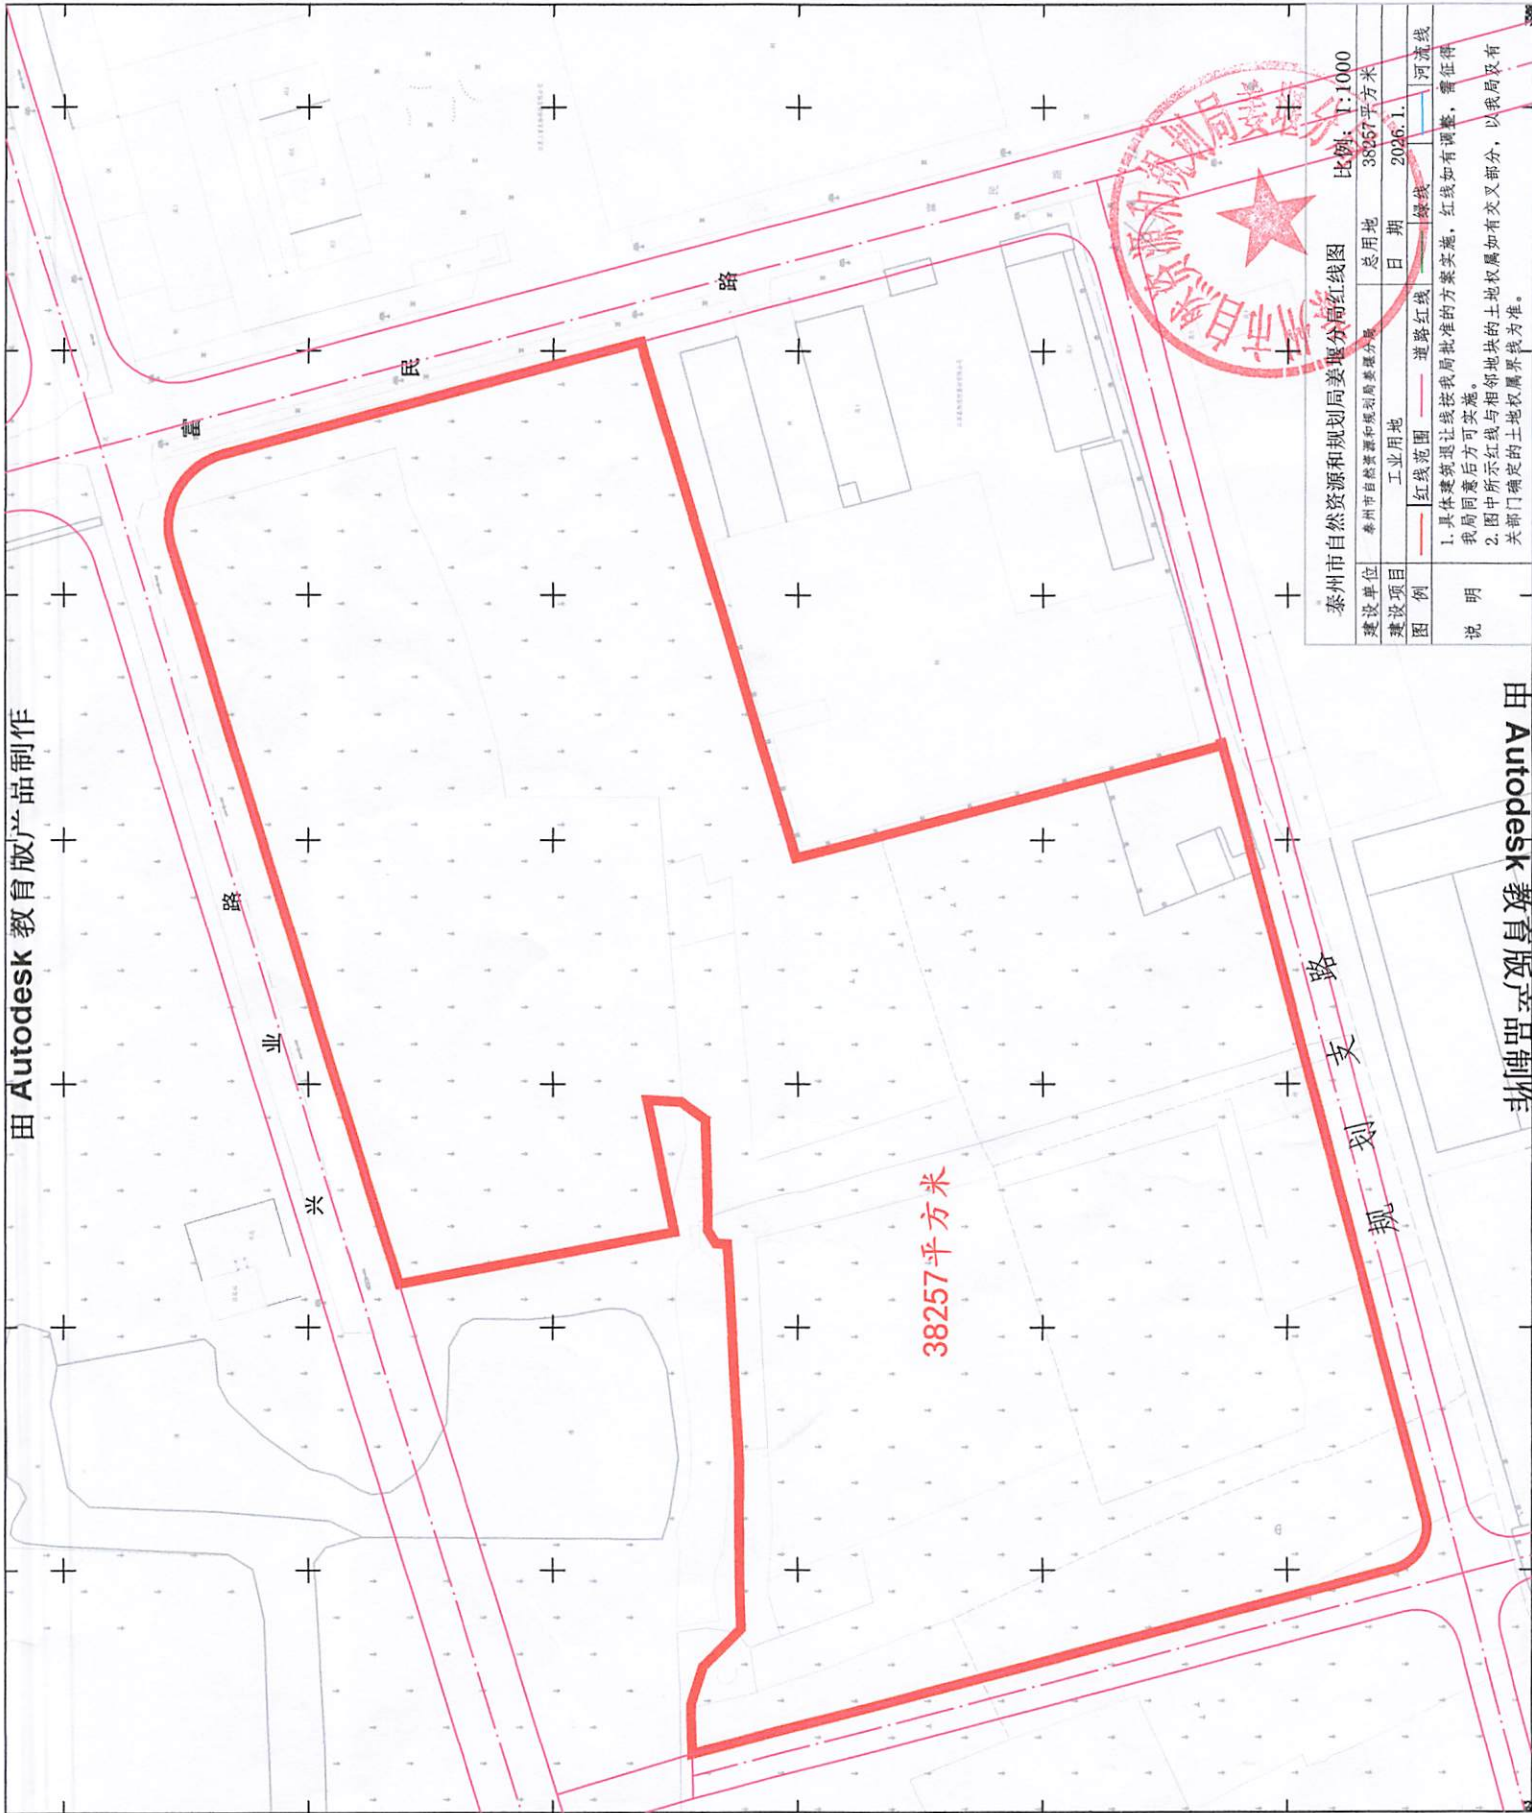 由 Autodesk 教育版产品制作
富
民
路
兴
业
路
规
划
支
路
38257平方米
泰州市自然资源和规划局姜堰分局红线图
比例：1:1000
建设单位 泰州市自然资源和规划局姜堰分局 总用地 38257平方米
建设项目 工业用地 日 期 2026.1.
图 例 红线范围 道路红线 绿线 河流线
说 明
1. 具体建筑退让线按我局批准的方案实施，红线如有调整，需征得
我局同意后方可实施。
2. 图中所示红线与相邻地块的土地权属如有交叉部分，以我局及有
关部门确定的土地权属界线为准。
由 Autodesk 教育版产品制作